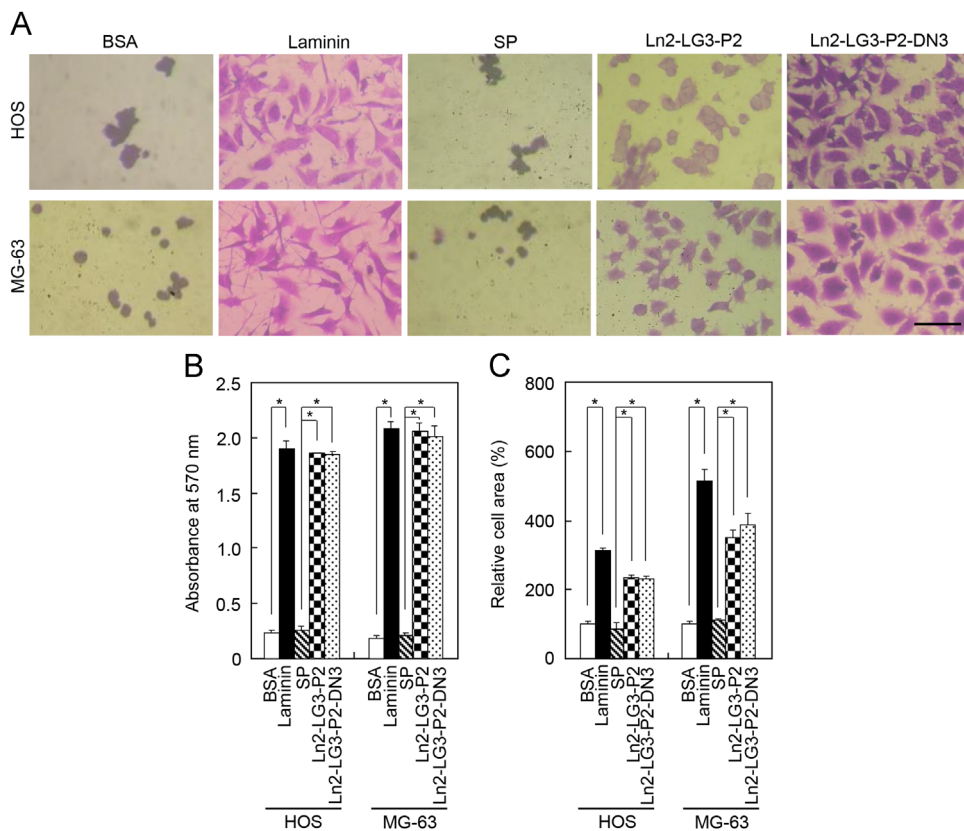 A
BSA Laminin SP Ln2-LG3-P2 Ln2-LG3-P2-DN3
HOS
MG-63
B
Absorbance at 570 nm
2.5
2.0
1.5
1.0
0.5
0
* * * * * *
BSA
Laminin
SP
Ln2-LG3-P2
Ln2-LG3-P2-DN3
BSA
Laminin
SP
Ln2-LG3-P2
Ln2-LG3-P2-DN3
HOS MG-63
C
Relative cell area (%)
800
600
400
200
0
* * * * * *
BSA
Laminin
SP
Ln2-LG3-P2
Ln2-LG3-P2-DN3
BSA
Laminin
SP
Ln2-LG3-P2
Ln2-LG3-P2-DN3
HOS MG-63